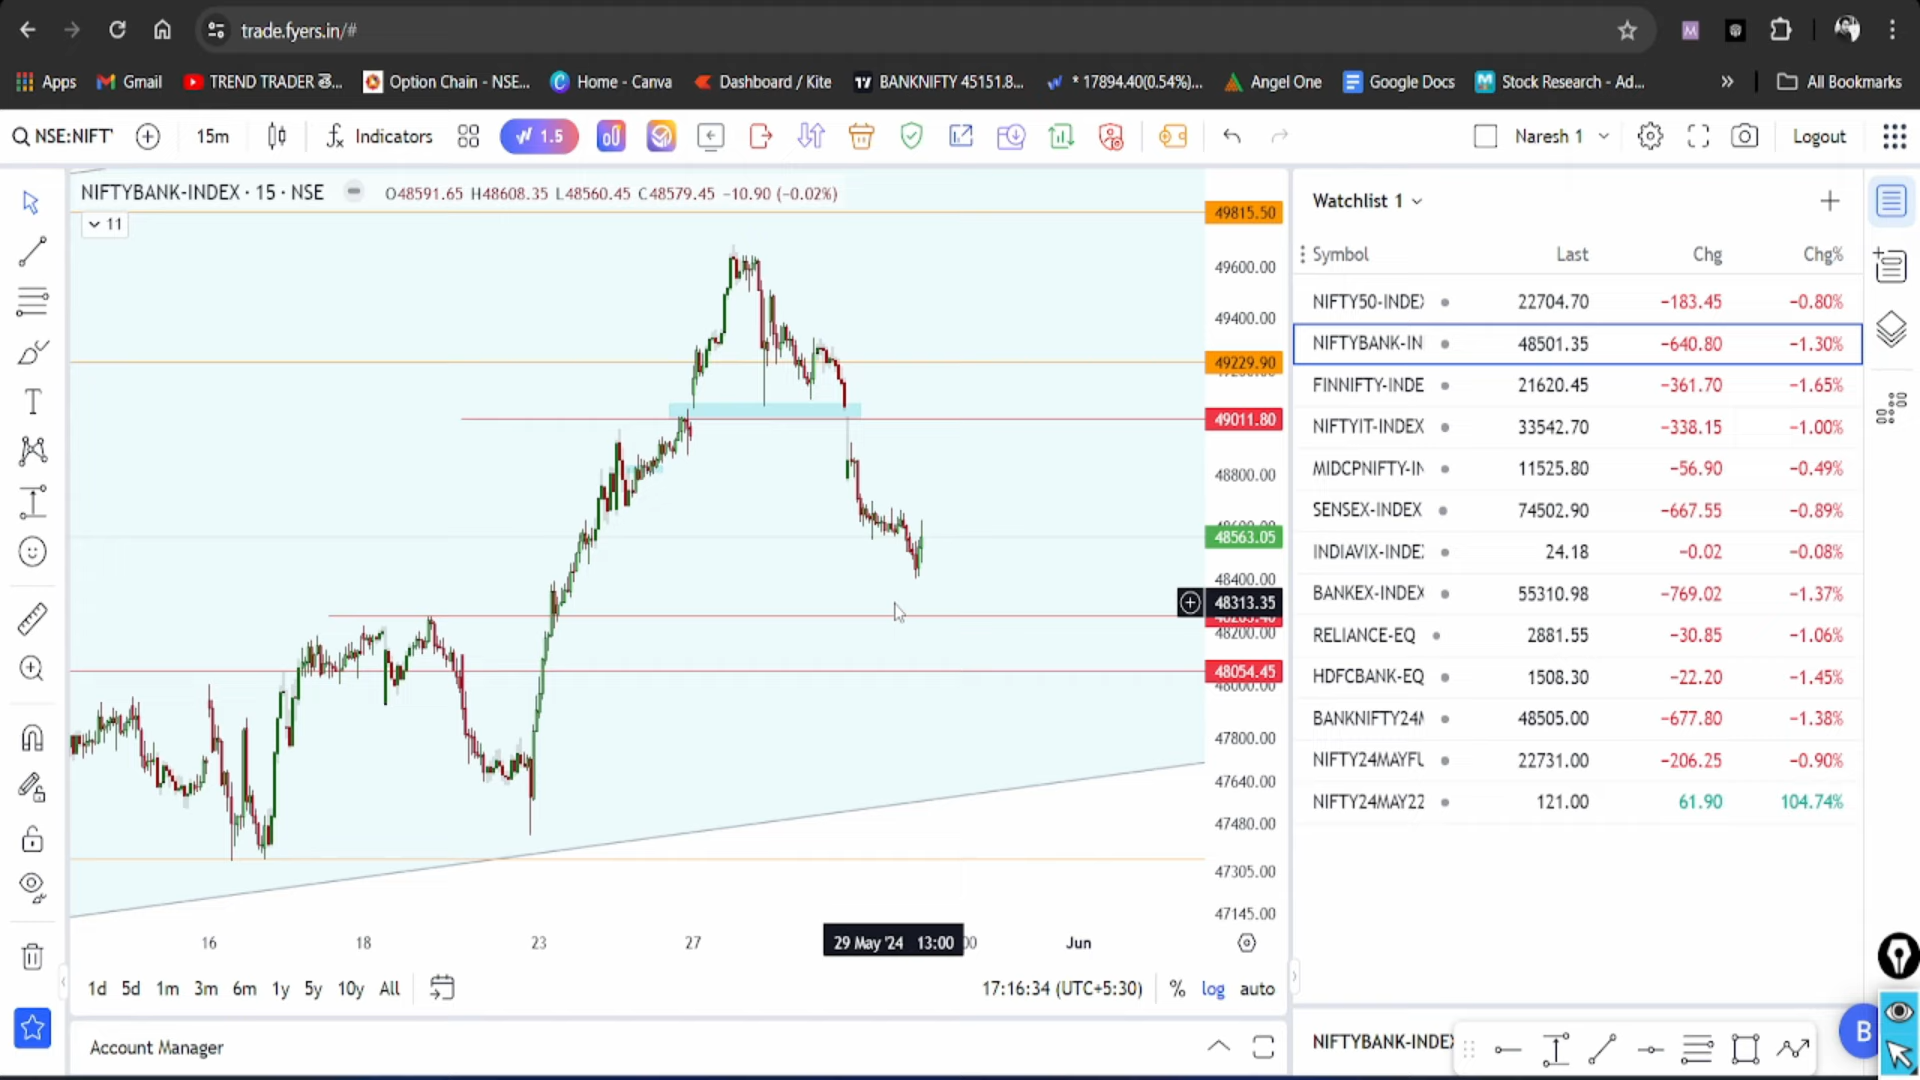 trade.fyers.in/#
Apps Gmail TREND TRADER తె... Option Chain - NSE... Home - Canva Dashboard / Kite BANKNIFTY 45151.8... * 17894.40(0.54%)... Angel One Google Docs Stock Research - Ad... » All Bookmarks
NSE:NIFT' 15m Indicators 1.5 Naresh 1 Logout
NIFTYBANK-INDEX · 15 · NSE O48591.65 H48608.35 L48560.45 C48579.45 −10.90 (−0.02%)
11
49815.50
49600.00
49400.00
49229.90
49011.80
48800.00
48563.05
48400.00
48313.35
48200.00
48054.45
48000.00
47800.00
47640.00
47480.00
47305.00
47145.00
16 18 23 27 29 May '24 13:00 Jun
1d 5d 1m 3m 6m 1y 5y 10y All 17:16:34 (UTC+5:30) % log auto
Account Manager
Watchlist 1
Symbol Last Chg Chg%
NIFTY50-INDE 22704.70 −183.45 −0.80%
NIFTYBANK-IN 48501.35 −640.80 −1.30%
FINNIFTY-INDE 21620.45 −361.70 −1.65%
NIFTYIT-INDEX 33542.70 −338.15 −1.00%
MIDCPNIFTY-IN 11525.80 −56.90 −0.49%
SENSEX-INDEX 74502.90 −667.55 −0.89%
INDIAVIX-INDE 24.18 −0.02 −0.08%
BANKEX-INDEX 55310.98 −769.02 −1.37%
RELIANCE-EQ 2881.55 −30.85 −1.06%
HDFCBANK-EQ 1508.30 −22.20 −1.45%
BANKNIFTY24M 48505.00 −677.80 −1.38%
NIFTY24MAYFU 22731.00 −206.25 −0.90%
NIFTY24MAY22 121.00 61.90 104.74%
NIFTYBANK-INDEX
B